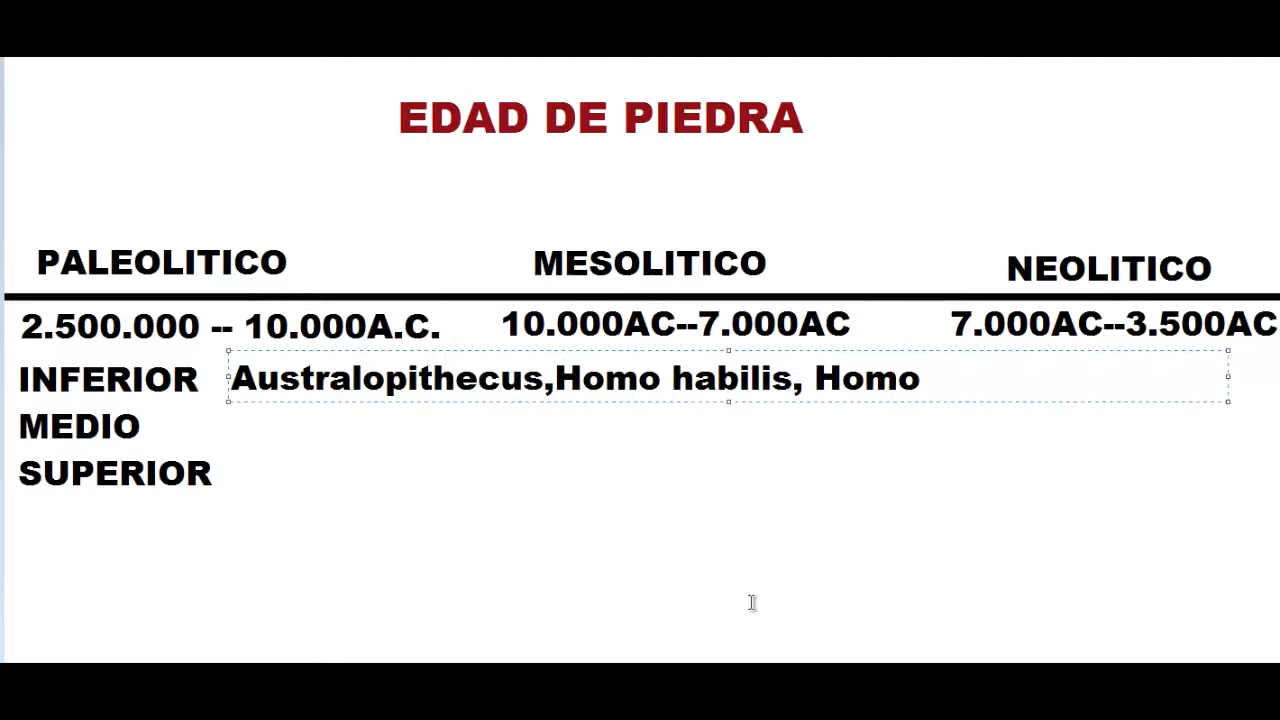 EDAD DE PIEDRA
PALEOLITICO MESOLITICO NEOLITICO
2.500.000 -- 10.000A.C. 10.000AC--7.000AC 7.000AC--3.500AC
INFERIOR Australopithecus,Homo habilis, Homo
MEDIO
SUPERIOR